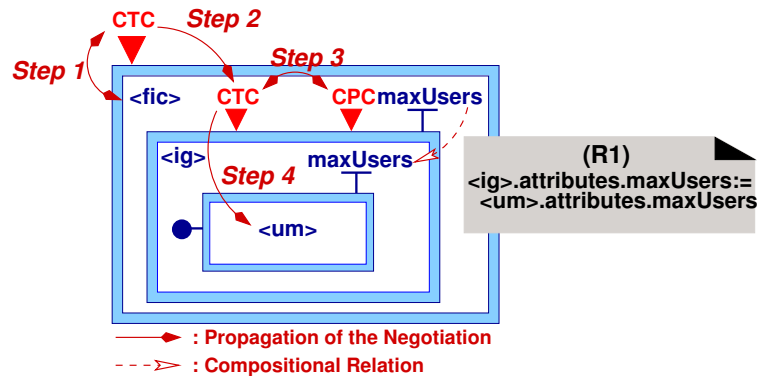 CTC
Step 2
Step 1
Step 3
<fic>
CTC
CPC
maxUsers
<ig>
maxUsers
Step 4
<um>
(R1)
<ig>.attributes.maxUsers:=
<um>.attributes.maxUsers
: Propagation of the Negotiation
: Compositional Relation